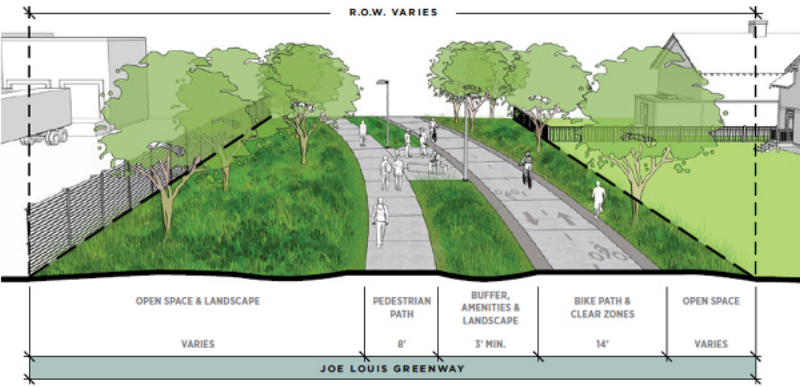 R.O.W. VARIES
OPEN SPACE & LANDSCAPE
VARIES
PEDESTRIAN
PATH
8'
BUFFER,
AMENITIES &
LANDSCAPE
3' MIN.
BIKE PATH &
CLEAR ZONES
14'
OPEN SPACE
VARIES
JOE LOUIS GREENWAY